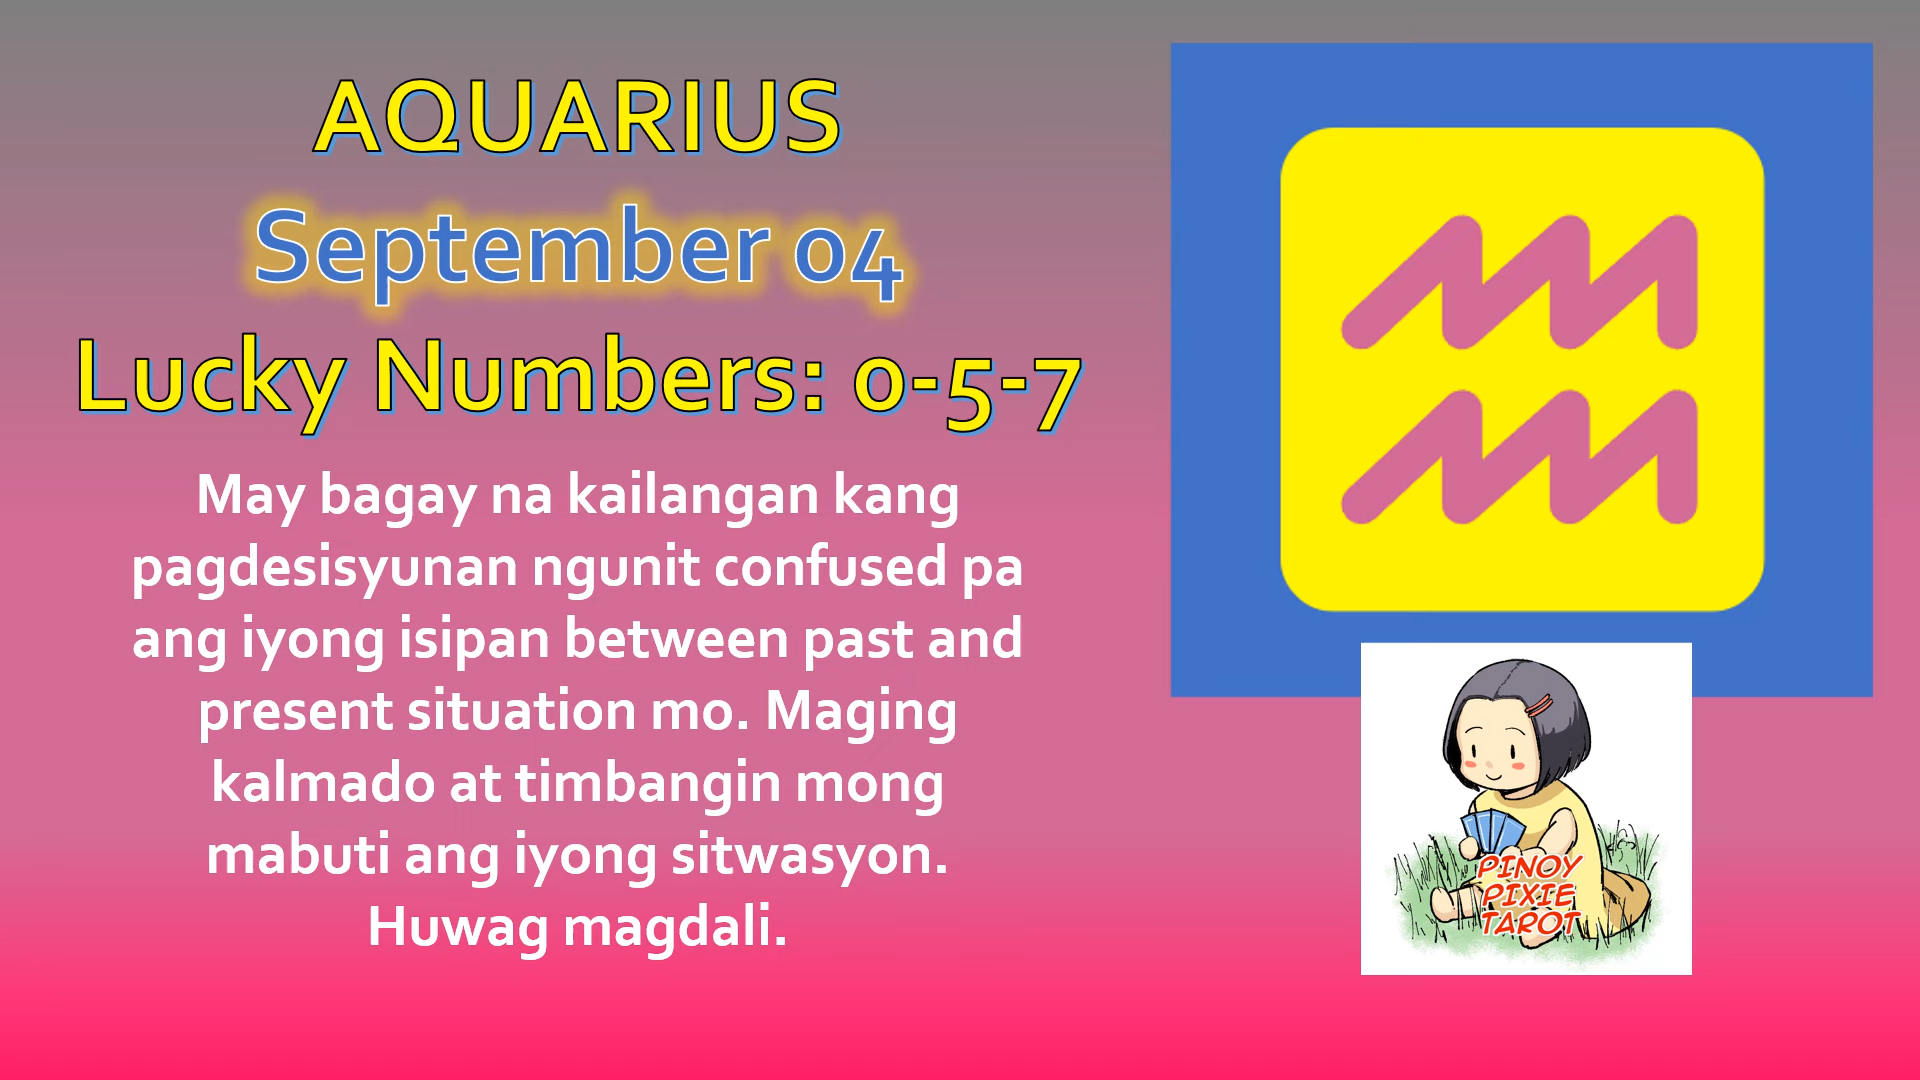 AQUARIUS
September 04
Lucky Numbers: 0-5-7
May bagay na kailangan kang
pagdesisyunan ngunit confused pa
ang iyong isipan between past and
present situation mo. Maging
kalmado at timbangin mong
mabuti ang iyong sitwasyon.
Huwag magdali.
PINOY
PIXIE
TAROT